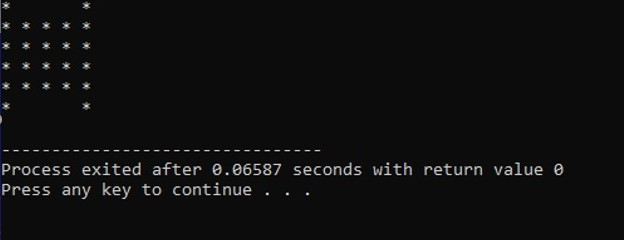 *       *
* * * * *
* * * * *
* * * * *
* * * * *
*       *
--------------------------------
Process exited after 0.06587 seconds with return value 0
Press any key to continue . . .